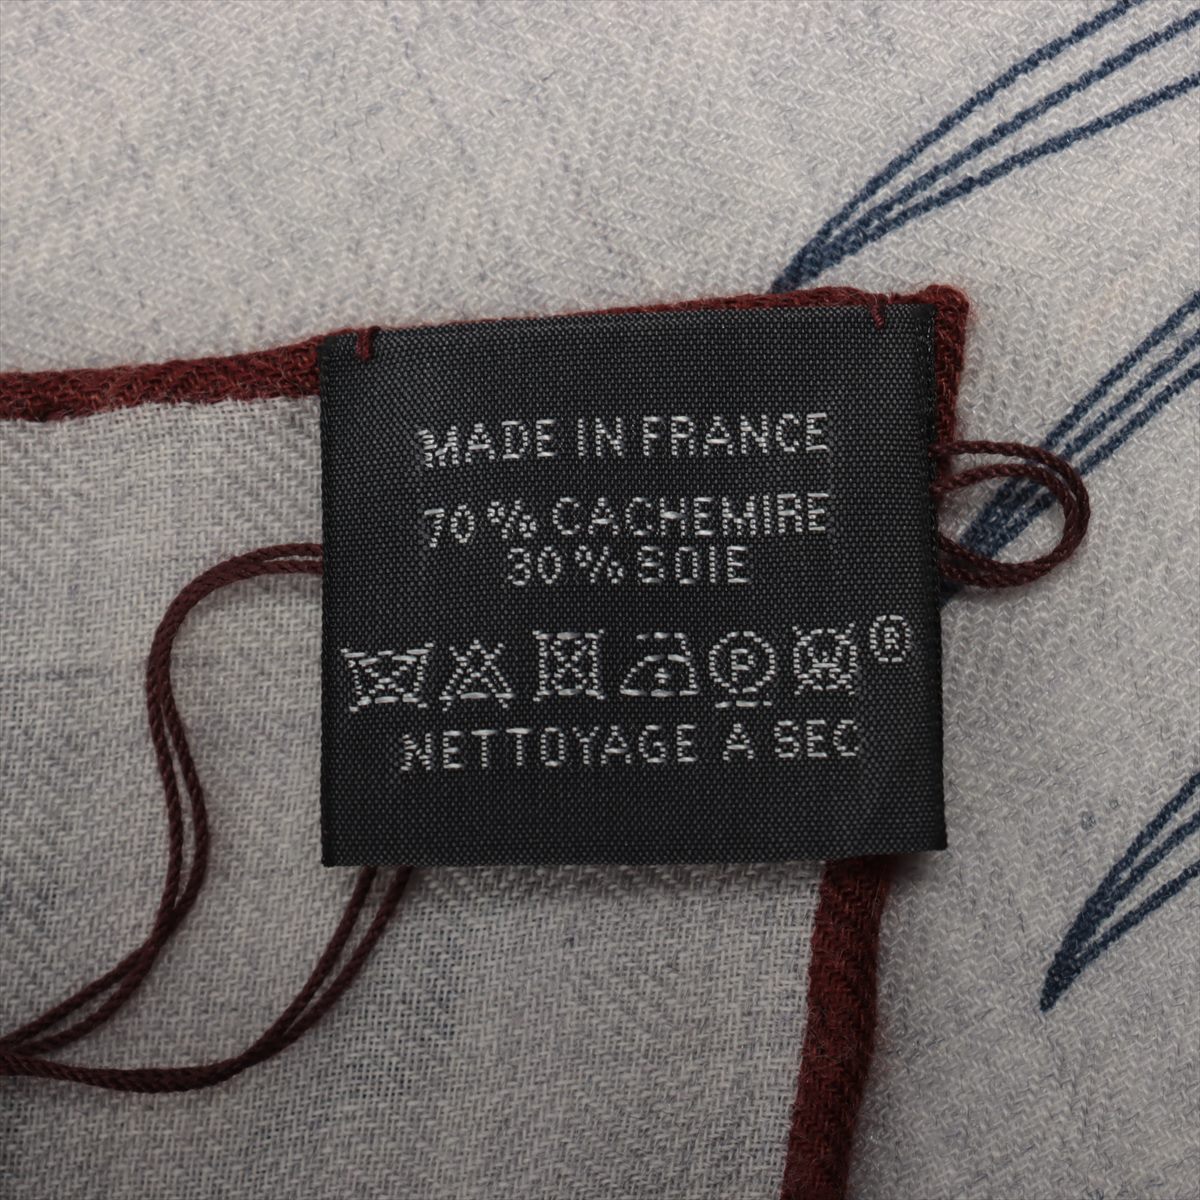 MADE IN FRANCE
70 % CACHEMIRE
30 % SOIE
P ®
NETTOYAGE A SEC